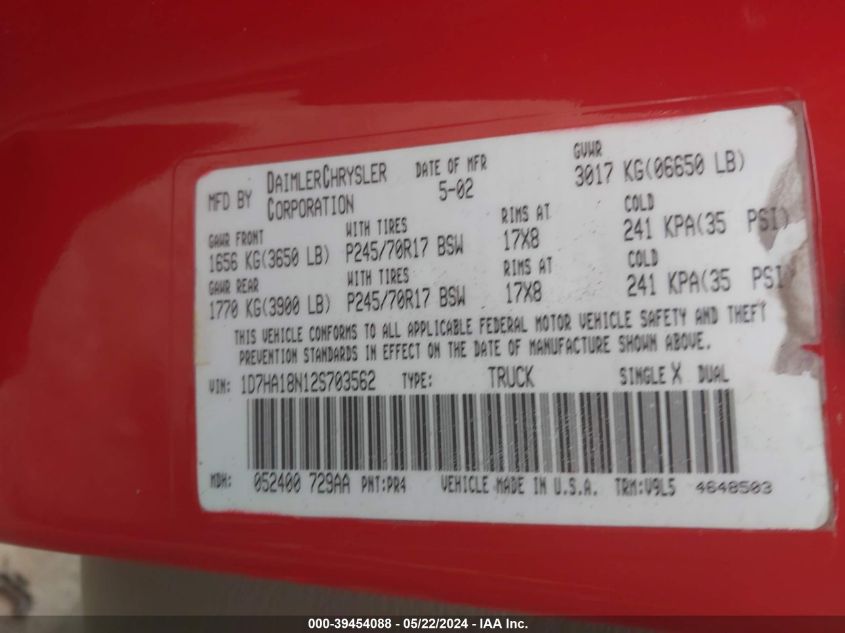 MFD BY DAIMLERCHRYSLER CORPORATION DATE OF MFR 5-02 GVWR 3017 KG(06650 LB)
GAWR FRONT WITH TIRES RIMS AT COLD
1656 KG(3650 LB) P245/70R17 BSW 17X8 241 KPA(35 PSI)
GAWR REAR WITH TIRES RIMS AT COLD
1770 KG(3900 LB) P245/70R17 BSW 17X8 241 KPA(35 PSI
THIS VEHICLE CONFORMS TO ALL APPLICABLE FEDERAL MOTOR VEHICLE SAFETY AND THEFT
PREVENTION STANDARDS IN EFFECT ON THE DATE OF MANUFACTURE SHOWN ABOVE.
VIN: 1D7HA18N12S703562 TYPE: TRUCK SINGLE X DUAL
MDH: 052400 729AA PNT:PR4 VEHICLE MADE IN U.S.A. TRM:V9L5 4648503
000-39454088 - 05/22/2024 - IAA Inc.